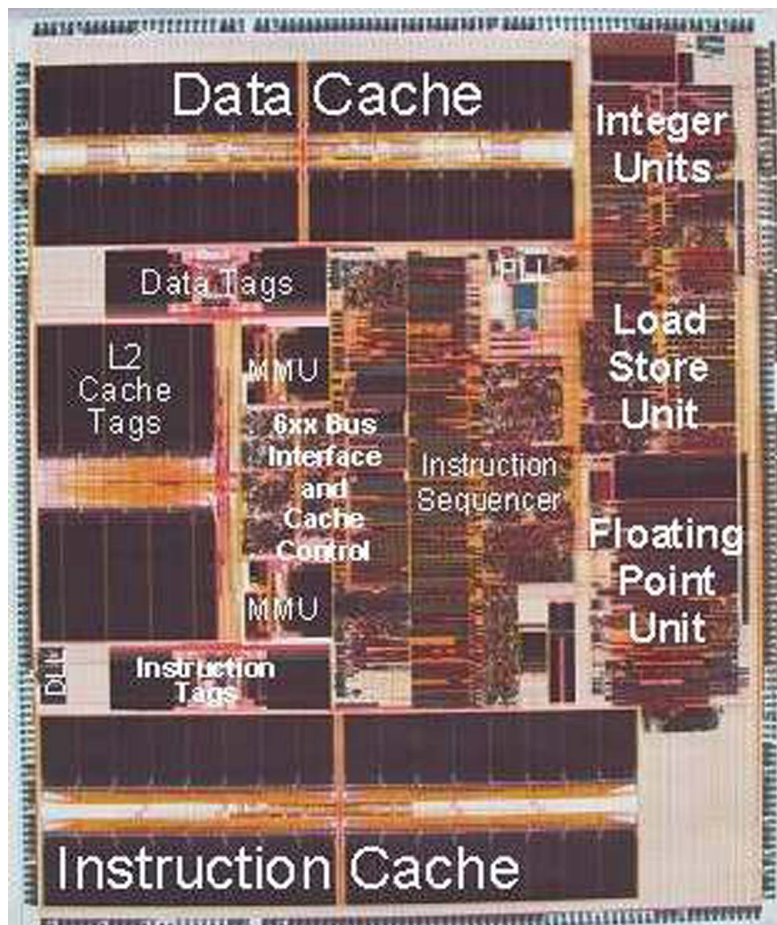 Data Cache
Integer
Units
Data Tags
PLL
Load
Store
Unit
L2
Cache
Tags
MMU
6xx Bus
Interface
and
Cache
Control
Instruction
Sequencer
Floating
Point
Unit
MMU
Instruction
Tags
DLL
Instruction Cache